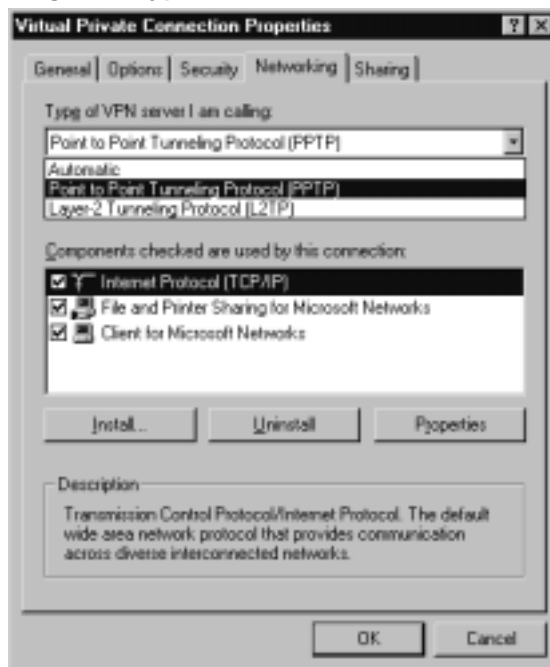 Virtual Private Connection Properties
General Options Security Networking Sharing
Type of VPN server I am calling:
Point to Point Tunneling Protocol (PPTP)
Automatic
Point to Point Tunneling Protocol (PPTP)
Layer-2 Tunneling Protocol (L2TP)
Components checked are used by this connection:
Internet Protocol (TCP/IP)
File and Printer Sharing for Microsoft Networks
Client for Microsoft Networks
Install... Uninstall Properties
Description
Transmission Control Protocol/Internet Protocol. The default
wide area network protocol that provides communication
across diverse interconnected networks.
OK Cancel